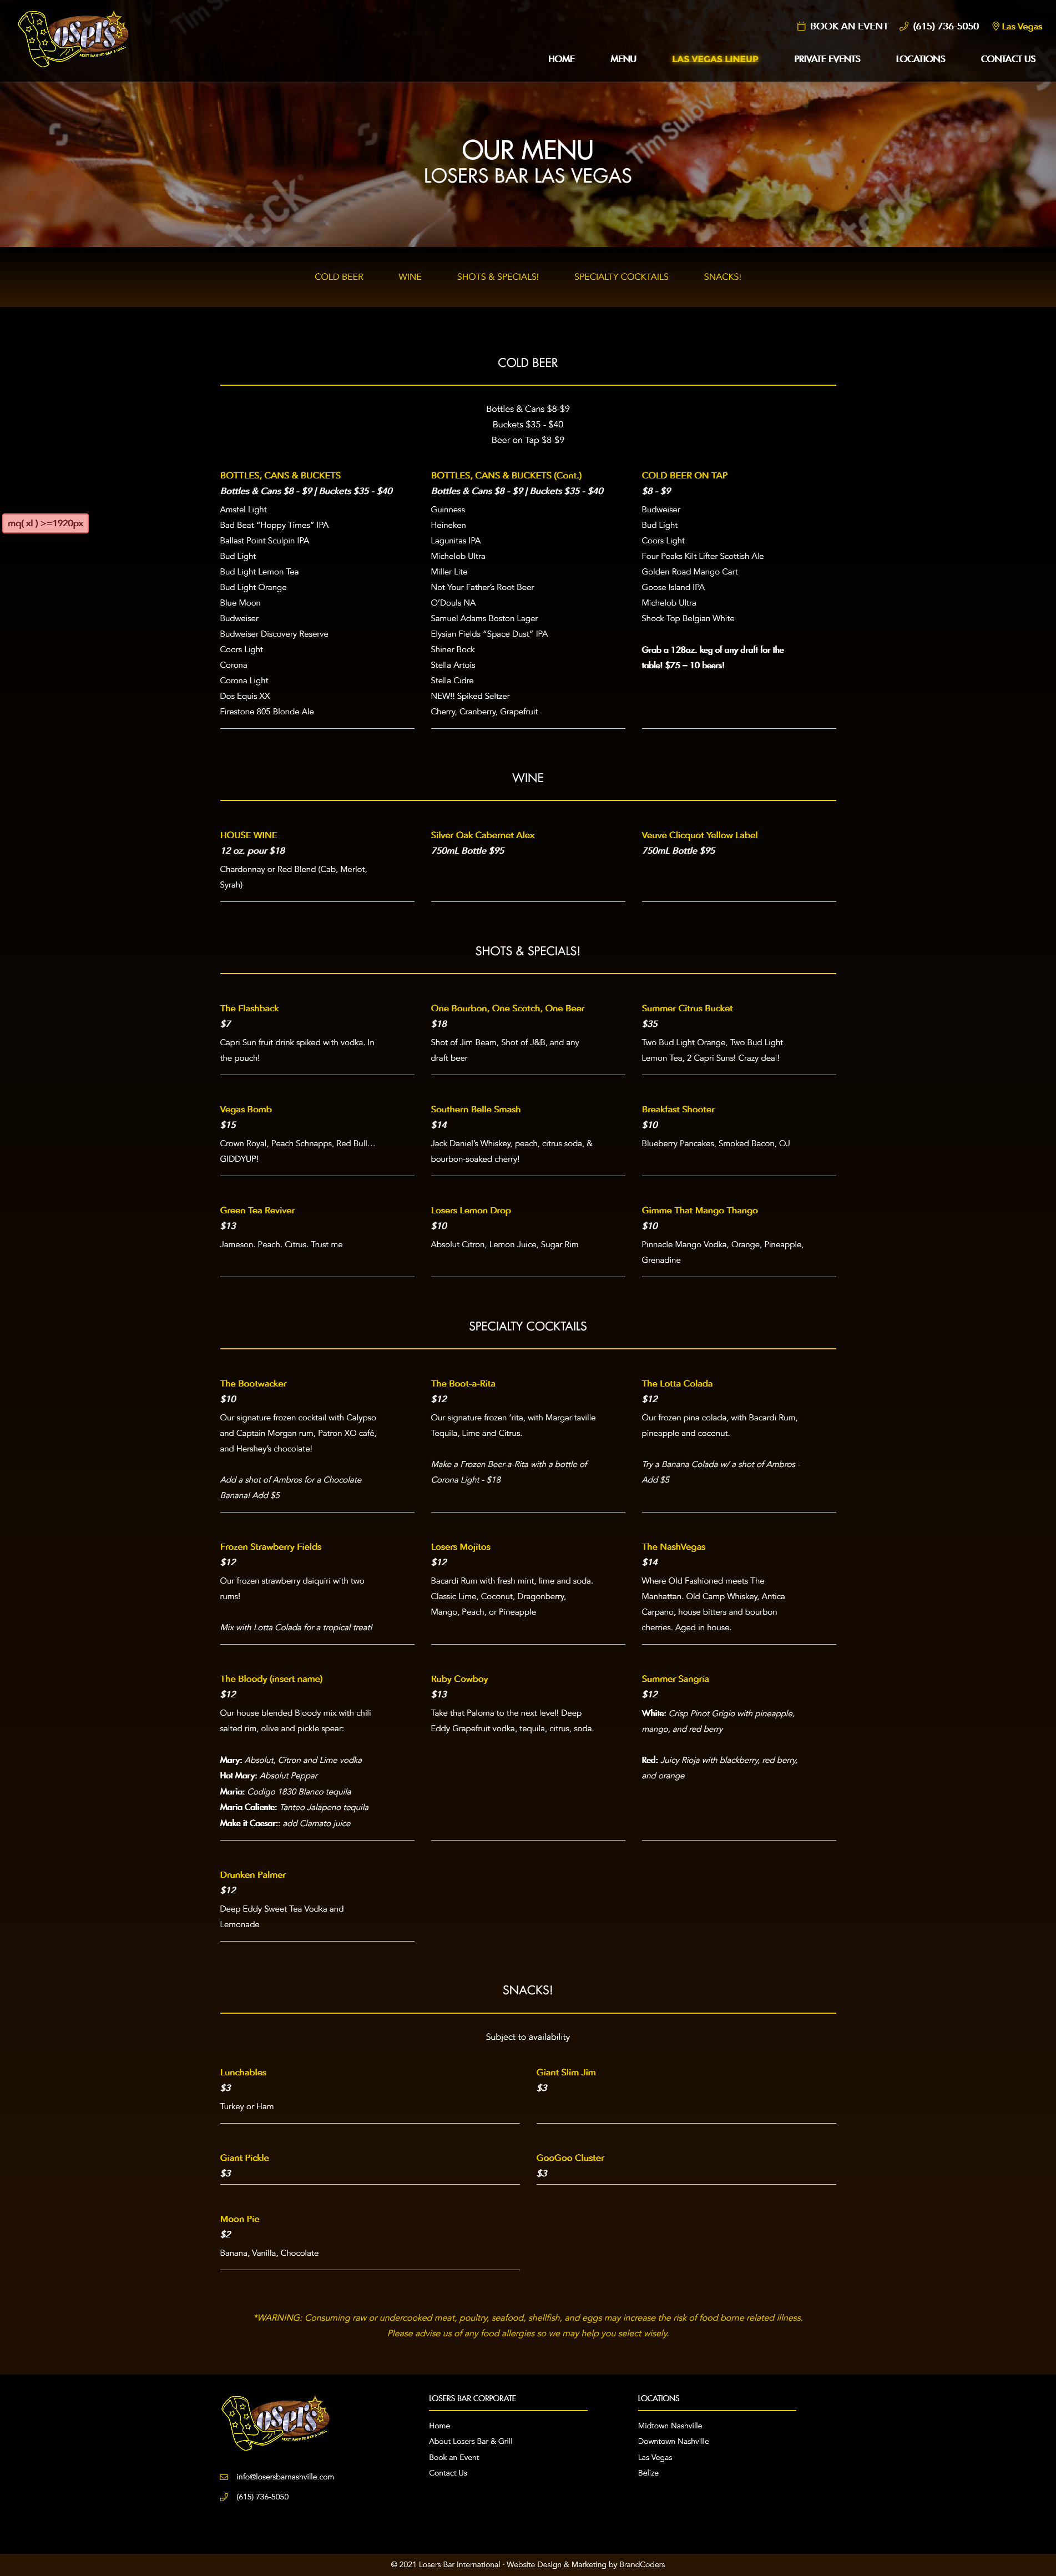 Losers
MOST WANTED BAR & GRILL
BOOK AN EVENT
(615) 736-5050
Las Vegas
HOME
MENU
LAS VEGAS LINEUP
PRIVATE EVENTS
LOCATIONS
CONTACT US
Tim Sulov
OUR MENU
LOSERS BAR LAS VEGAS
COLD BEER
WINE
SHOTS & SPECIALS!
SPECIALTY COCKTAILS
SNACKS!
COLD BEER
Bottles & Cans $8-$9
Buckets $35 - $40
Beer on Tap $8-$9
BOTTLES, CANS & BUCKETS
Bottles & Cans $8 - $9 | Buckets $35 - $40
Amstel Light
Bad Beat “Hoppy Times” IPA
Ballast Point Sculpin IPA
Bud Light
Bud Light Lemon Tea
Bud Light Orange
Blue Moon
Budweiser
Budweiser Discovery Reserve
Coors Light
Corona
Corona Light
Dos Equis XX
Firestone 805 Blonde Ale
BOTTLES, CANS & BUCKETS (Cont.)
Bottles & Cans $8 - $9 | Buckets $35 - $40
Guinness
Heineken
Lagunitas IPA
Michelob Ultra
Miller Lite
Not Your Father’s Root Beer
O’Douls NA
Samuel Adams Boston Lager
Elysian Fields “Space Dust” IPA
Shiner Bock
Stella Artois
Stella Cidre
NEW!! Spiked Seltzer
Cherry, Cranberry, Grapefruit
COLD BEER ON TAP
$8 - $9
Budweiser
Bud Light
Coors Light
Four Peaks Kilt Lifter Scottish Ale
Golden Road Mango Cart
Goose Island IPA
Michelob Ultra
Shock Top Belgian White
Grab a 128oz. keg of any draft for the
table! $75 = 10 beers!
mq( xl ) >=1920px
WINE
HOUSE WINE
12 oz. pour $18
Chardonnay or Red Blend (Cab, Merlot,
Syrah)
Silver Oak Cabernet Alex
750mL Bottle $95
Veuve Clicquot Yellow Label
750mL Bottle $95
SHOTS & SPECIALS!
The Flashback
$7
Capri Sun fruit drink spiked with vodka. In
the pouch!
One Bourbon, One Scotch, One Beer
$18
Shot of Jim Beam, Shot of J&B, and any
draft beer
Summer Citrus Bucket
$35
Two Bud Light Orange, Two Bud Light
Lemon Tea, 2 Capri Suns! Crazy deal!
Vegas Bomb
$15
Crown Royal, Peach Schnapps, Red Bull…
GIDDYUP!
Southern Belle Smash
$14
Jack Daniel’s Whiskey, peach, citrus soda, &
bourbon-soaked cherry!
Breakfast Shooter
$10
Blueberry Pancakes, Smoked Bacon, OJ
Green Tea Reviver
$13
Jameson. Peach. Citrus. Trust me
Losers Lemon Drop
$10
Absolut Citron, Lemon Juice, Sugar Rim
Gimme That Mango Thango
$10
Pinnacle Mango Vodka, Orange, Pineapple,
Grenadine
SPECIALTY COCKTAILS
The Bootwacker
$10
Our signature frozen cocktail with Calypso
and Captain Morgan rum, Patron XO café,
and Hershey’s chocolate!
Add a shot of Ambros for a Chocolate
Banana! Add $5
The Boot-a-Rita
$12
Our signature frozen ‘rita, with Margaritaville
Tequila, Lime and Citrus.
Make a Frozen Beer-a-Rita with a bottle of
Corona Light - $18
The Lotta Colada
$12
Our frozen pina colada, with Bacardi Rum,
pineapple and coconut.
Try a Banana Colada w/ a shot of Ambros -
Add $5
Frozen Strawberry Fields
$12
Our frozen strawberry daiquiri with two
rums!
Mix with Lotta Colada for a tropical treat!
Losers Mojitos
$12
Bacardi Rum with fresh mint, lime and soda.
Classic Lime, Coconut, Dragonberry,
Mango, Peach, or Pineapple
The NashVegas
$14
Where Old Fashioned meets The
Manhattan. Old Camp Whiskey, Antica
Carpano, house bitters and bourbon
cherries. Aged in house.
The Bloody (insert name)
$12
Our house blended Bloody mix with chili
salted rim, olive and pickle spear:
Mary: Absolut, Citron and Lime vodka
Hot Mary: Absolut Peppar
Maria: Codigo 1830 Blanco tequila
Maria Caliente: Tanteo Jalapeno tequila
Make it Caesar:: add Clamato juice
Ruby Cowboy
$13
Take that Paloma to the next level! Deep
Eddy Grapefruit vodka, tequila, citrus, soda.
Summer Sangria
$12
White: Crisp Pinot Grigio with pineapple,
mango, and red berry
Red: Juicy Rioja with blackberry, red berry,
and orange
Drunken Palmer
$12
Deep Eddy Sweet Tea Vodka and
Lemonade
SNACKS!
Subject to availability
Lunchables
$3
Turkey or Ham
Giant Slim Jim
$3
Giant Pickle
$3
GooGoo Cluster
$3
Moon Pie
$2
Banana, Vanilla, Chocolate
*WARNING: Consuming raw or undercooked meat, poultry, seafood, shellfish, and eggs may increase the risk of food borne related illness.
Please advise us of any food allergies so we may help you select wisely.
Losers
MOST WANTED BAR & GRILL
info@losersbarnashville.com
(615) 736-5050
LOSERS BAR CORPORATE
Home
About Losers Bar & Grill
Book an Event
Contact Us
LOCATIONS
Midtown Nashville
Downtown Nashville
Las Vegas
Belize
© 2021 Losers Bar International · Website Design & Marketing by BrandCoders